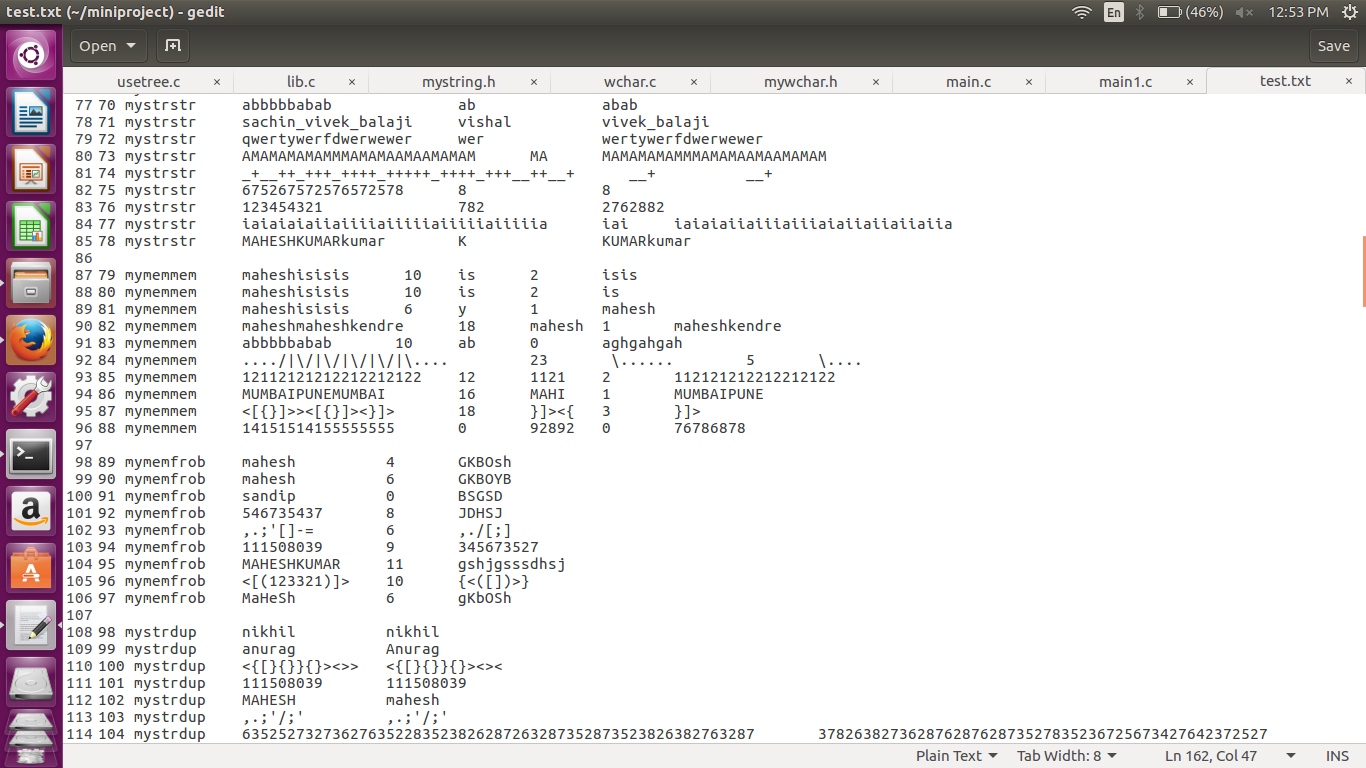 test.txt (~/miniproject) - gedit En (46%) 12:53 PM
Open Save
usetree.c × lib.c × mystring.h × wchar.c × mywchar.h × main.c × main1.c × test.txt ×
77 70 mystrstr abbbbbabab ab abab
78 71 mystrstr sachin_vivek_balaji vishal vivek_balaji
79 72 mystrstr qwertywerfdwerwewer wer wertywerfdwerwewer
80 73 mystrstr AMAMAMAMAMMMAMAMAAMAAMAMAM MA MAMAMAMAMMMAMAMAAMAAMAMAM
81 74 mystrstr _+__++_+++_++++_+++++_++++_+++__++__+ __+ __+
82 75 mystrstr 675267572576572578 8 8
83 76 mystrstr 123454321 782 2762882
84 77 mystrstr iaiaiaiaiiaiiiiaiiiiiaiiiiiaiiiiia iai iaiaiaiiaiiiaiiiaiaiiaiiaiiaiia
85 78 mystrstr MAHESHKUMARkumar K KUMARkumar
86
87 79 mymemmem maheshisisis 10 is 2 isis
88 80 mymemmem maheshisisis 10 is 2 is
89 81 mymemmem maheshisisis 6 y 1 mahesh
90 82 mymemmem maheshmaheshkendre 18 mahesh 1 maheshkendre
91 83 mymemmem abbbbbabab 10 ab 0 aghgahgah
92 84 mymemmem ..../|\/|\/|\/|\/|\.... 23 \...... 5 \....
93 85 mymemmem 12112121212212212122 12 1121 2 112121212212212122
94 86 mymemmem MUMBAIPUNEMUMBAI 16 MAHI 1 MUMBAIPUNE
95 87 mymemmem <[{}]>><[{}]><}]> 18 }]><{ 3 }]>
96 88 mymemmem 14151514155555555 0 92892 0 76786878
97
98 89 mymemfrob mahesh 4 GKBOsh
99 90 mymemfrob mahesh 6 GKBOYB
100 91 mymemfrob sandip 0 BSGSD
101 92 mymemfrob 546735437 8 JDHSJ
102 93 mymemfrob ,.;'[]-= 6 ,./[;]
103 94 mymemfrob 111508039 9 345673527
104 95 mymemfrob MAHESHKUMAR 11 gshjgsssdhsj
105 96 mymemfrob <[(123321)]> 10 {<([])>}
106 97 mymemfrob MaHeSh 6 gKbOSh
107
108 98 mystrdup nikhil nikhil
109 99 mystrdup anurag Anurag
110 100 mystrdup <{[}{}}{}><>> <{[}{}}{}><><
111 101 mystrdup 111508039 111508039
112 102 mystrdup MAHESH mahesh
113 103 mystrdup ,.;'/;' ,.;'/;'
114 104 mystrdup 635252732736276352283523826287263287352873523826382763287 37826382736287628762873527835236725673427642372527
Plain Text Tab Width: 8 Ln 162, Col 47 INS